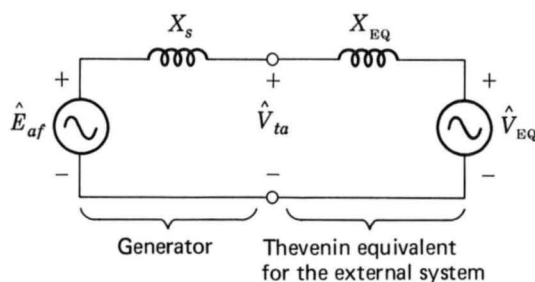 X_s X_EQ
+ + +
Ê_af V̂_ta V̂_EQ
− − −
Generator Thevenin equivalent
for the external system